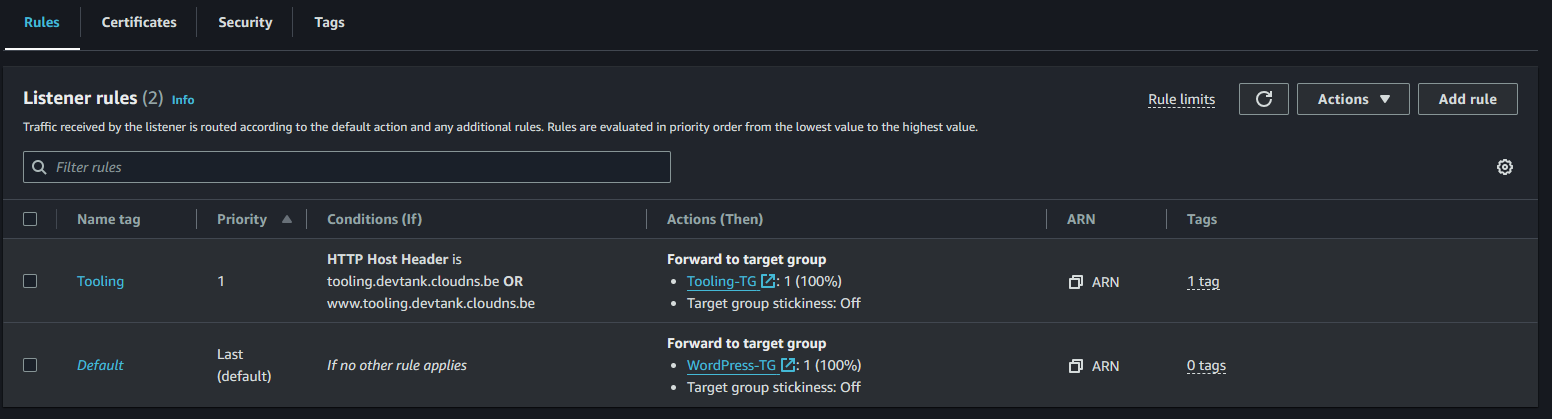 Rules Certificates Security Tags
Listener rules (2) Info
Rule limits Actions Add rule
Traffic received by the listener is routed according to the default action and any additional rules. Rules are evaluated in priority order from the lowest value to the highest value.
Filter rules
Name tag Priority Conditions (If) Actions (Then) ARN Tags
Tooling
1
HTTP Host Header is
tooling.devtank.cloudns.be OR
www.tooling.devtank.cloudns.be
Forward to target group
• Tooling-TG : 1 (100%)
• Target group stickiness: Off
ARN
1 tag
Default
Last
(default)
If no other rule applies
Forward to target group
• WordPress-TG : 1 (100%)
• Target group stickiness: Off
ARN
0 tags